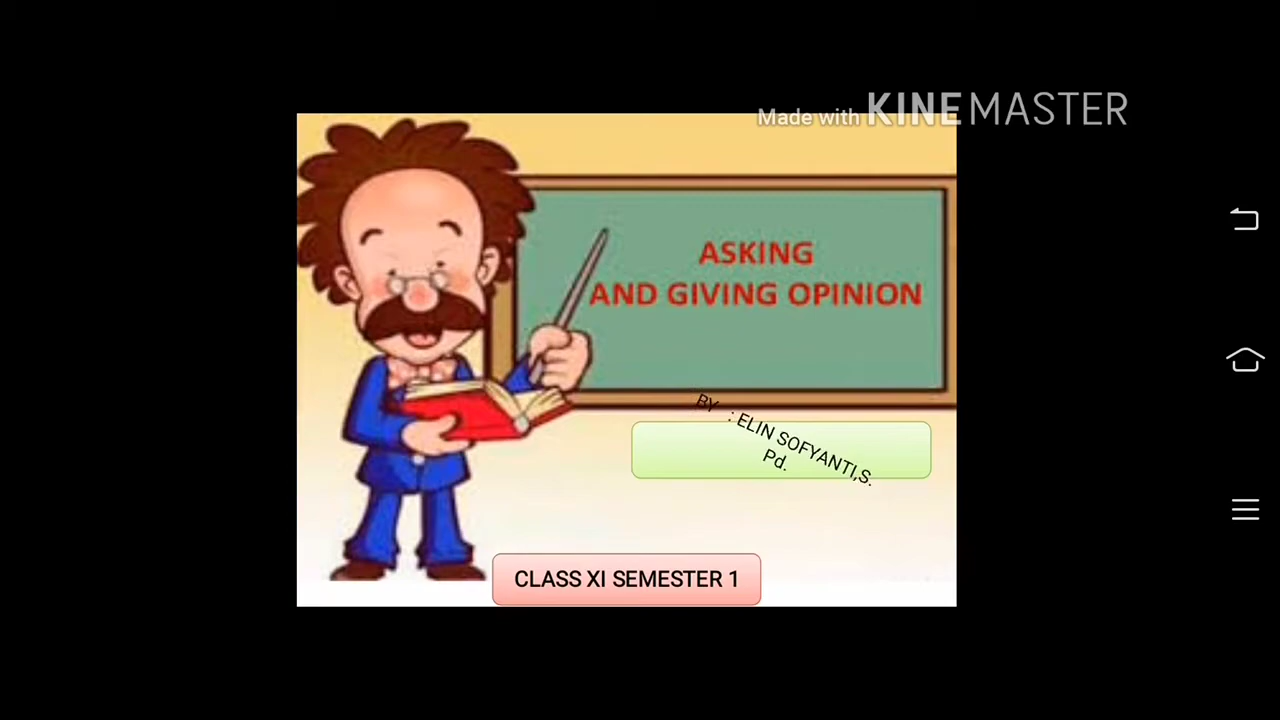 Made with KINEMASTER
ASKING
AND GIVING OPINION
BY : ELIN SOFYANTI,S.
Pd.
CLASS XI SEMESTER 1